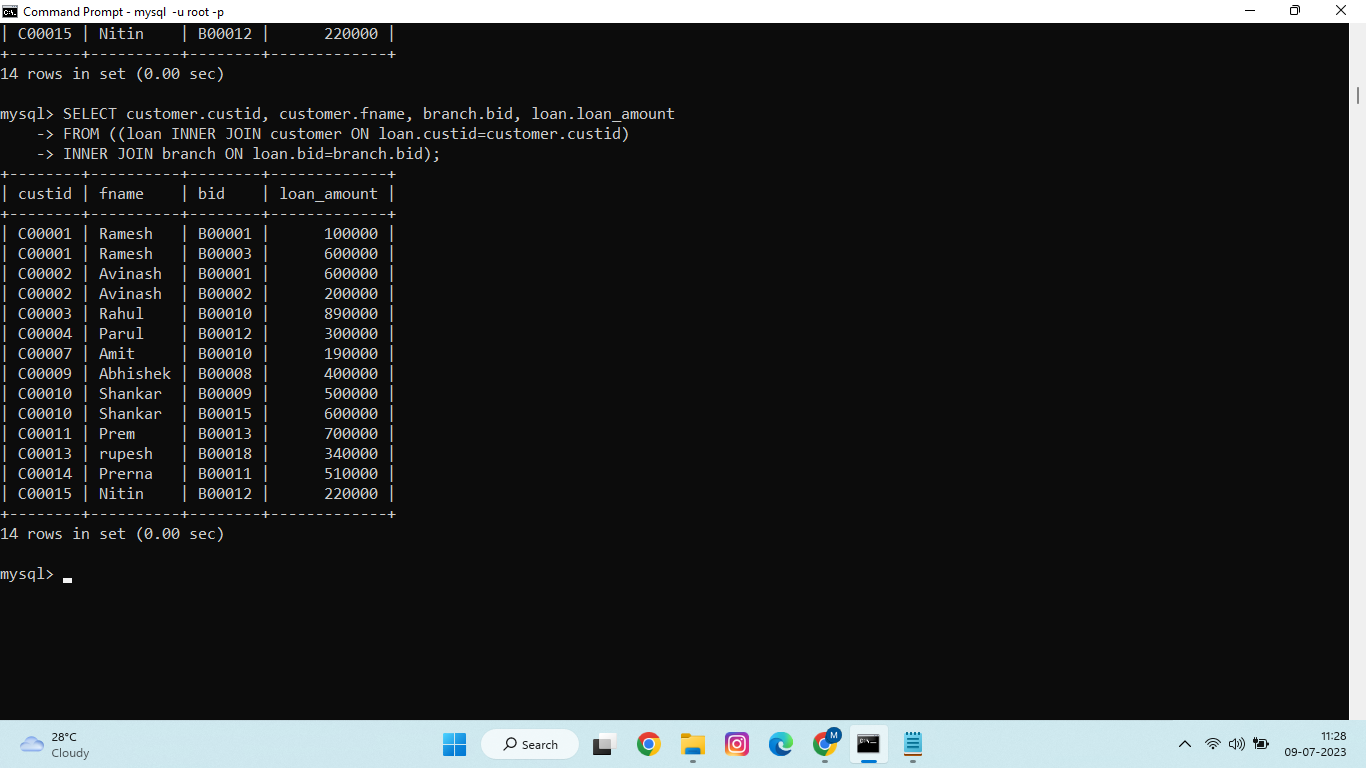 Command Prompt - mysql  -u root -p
| C00015 | Nitin    | B00012 |      220000 |
+--------+----------+--------+-------------+
14 rows in set (0.00 sec)
mysql> SELECT customer.custid, customer.fname, branch.bid, loan.loan_amount
    -> FROM ((loan INNER JOIN customer ON loan.custid=customer.custid)
    -> INNER JOIN branch ON loan.bid=branch.bid);
+--------+----------+--------+-------------+
| custid | fname    | bid    | loan_amount |
+--------+----------+--------+-------------+
| C00001 | Ramesh   | B00001 |      100000 |
| C00001 | Ramesh   | B00003 |      600000 |
| C00002 | Avinash  | B00001 |      600000 |
| C00002 | Avinash  | B00002 |      200000 |
| C00003 | Rahul    | B00010 |      890000 |
| C00004 | Parul    | B00012 |      300000 |
| C00007 | Amit     | B00010 |      190000 |
| C00009 | Abhishek | B00008 |      400000 |
| C00010 | Shankar  | B00009 |      500000 |
| C00010 | Shankar  | B00015 |      600000 |
| C00011 | Prem     | B00013 |      700000 |
| C00013 | rupesh   | B00018 |      340000 |
| C00014 | Prerna   | B00011 |      510000 |
| C00015 | Nitin    | B00012 |      220000 |
+--------+----------+--------+-------------+
14 rows in set (0.00 sec)
mysql>
28°C
Cloudy
Search
M
11:28
09-07-2023